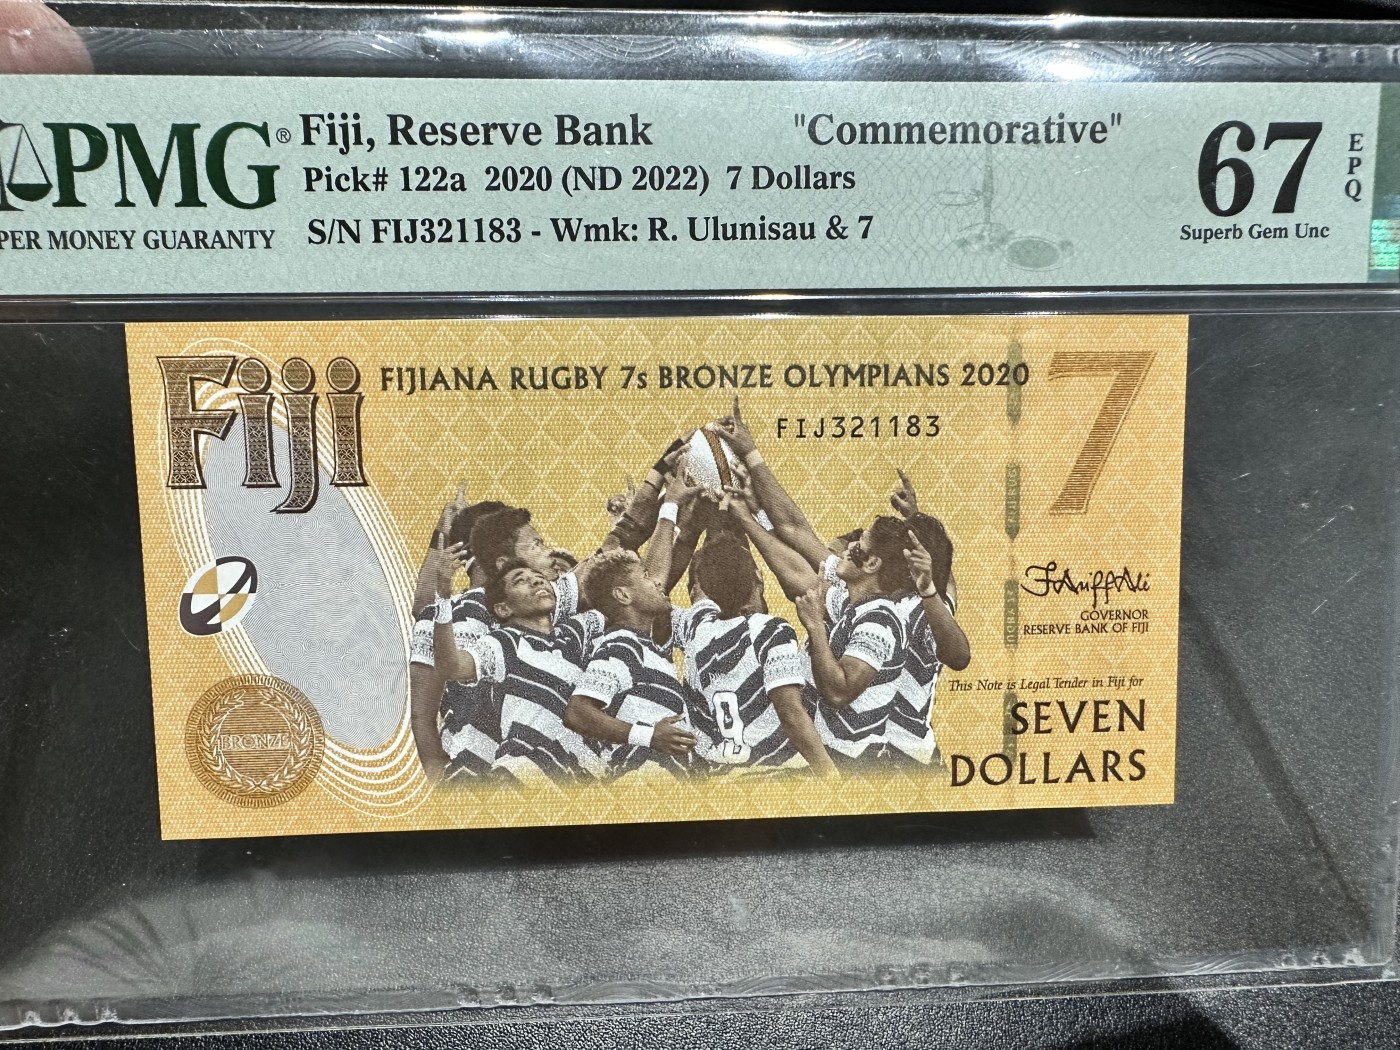 PMG® Fiji, Reserve Bank "Commemorative" 67 EPQ
Pick# 122a 2020 (ND 2022) 7 Dollars
PER MONEY GUARANTY S/N FIJ321183 - Wmk: R. Ulunisau & 7 Superb Gem Unc
Fiji FIJIANA RUGBY 7s BRONZE OLYMPIANS 2020 7
FIJ321183
9
GOVERNOR
RESERVE BANK OF FIJI
This Note is Legal Tender in Fiji for
SEVEN
DOLLARS
BRONZE